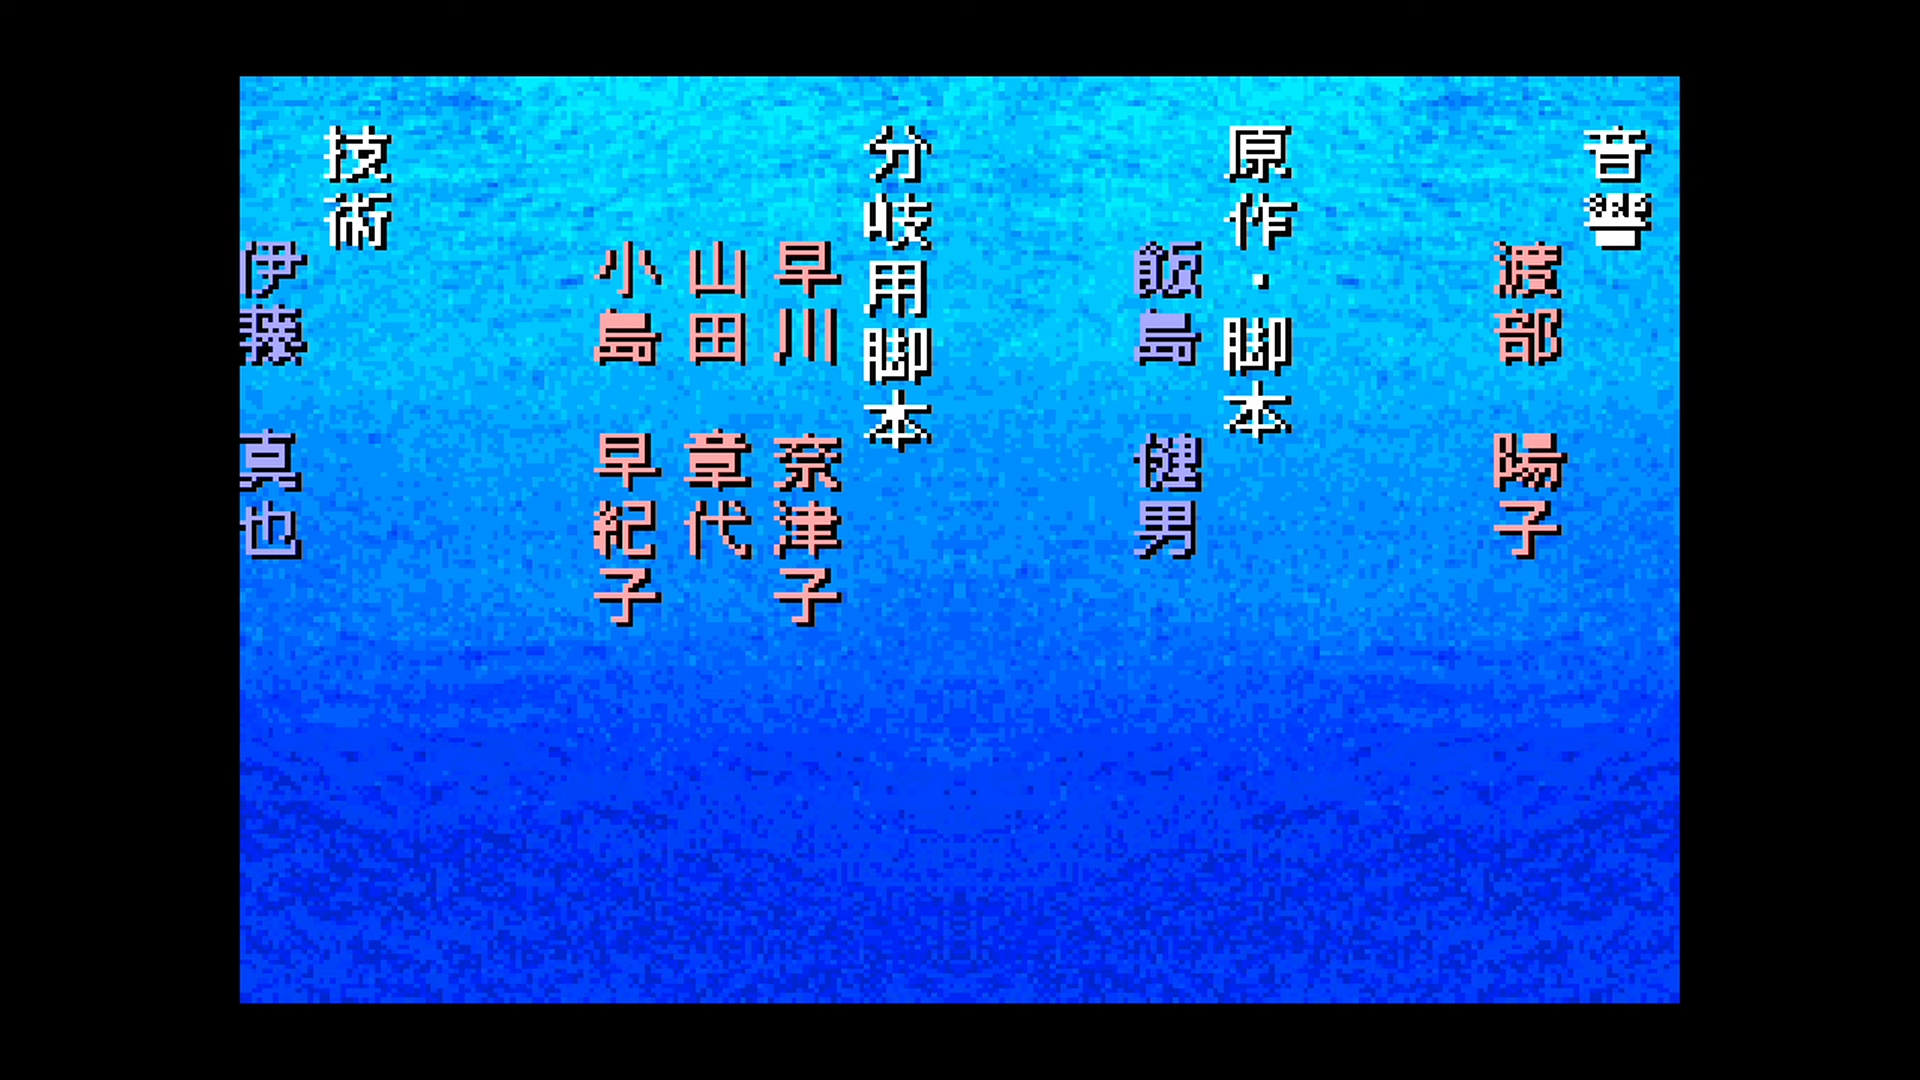 音響
渡部 陽子
原作・脚本
飯島 健男
分岐用脚本
早川 奈津子
山田 章代
小島 早紀子
技術
伊藤 真也